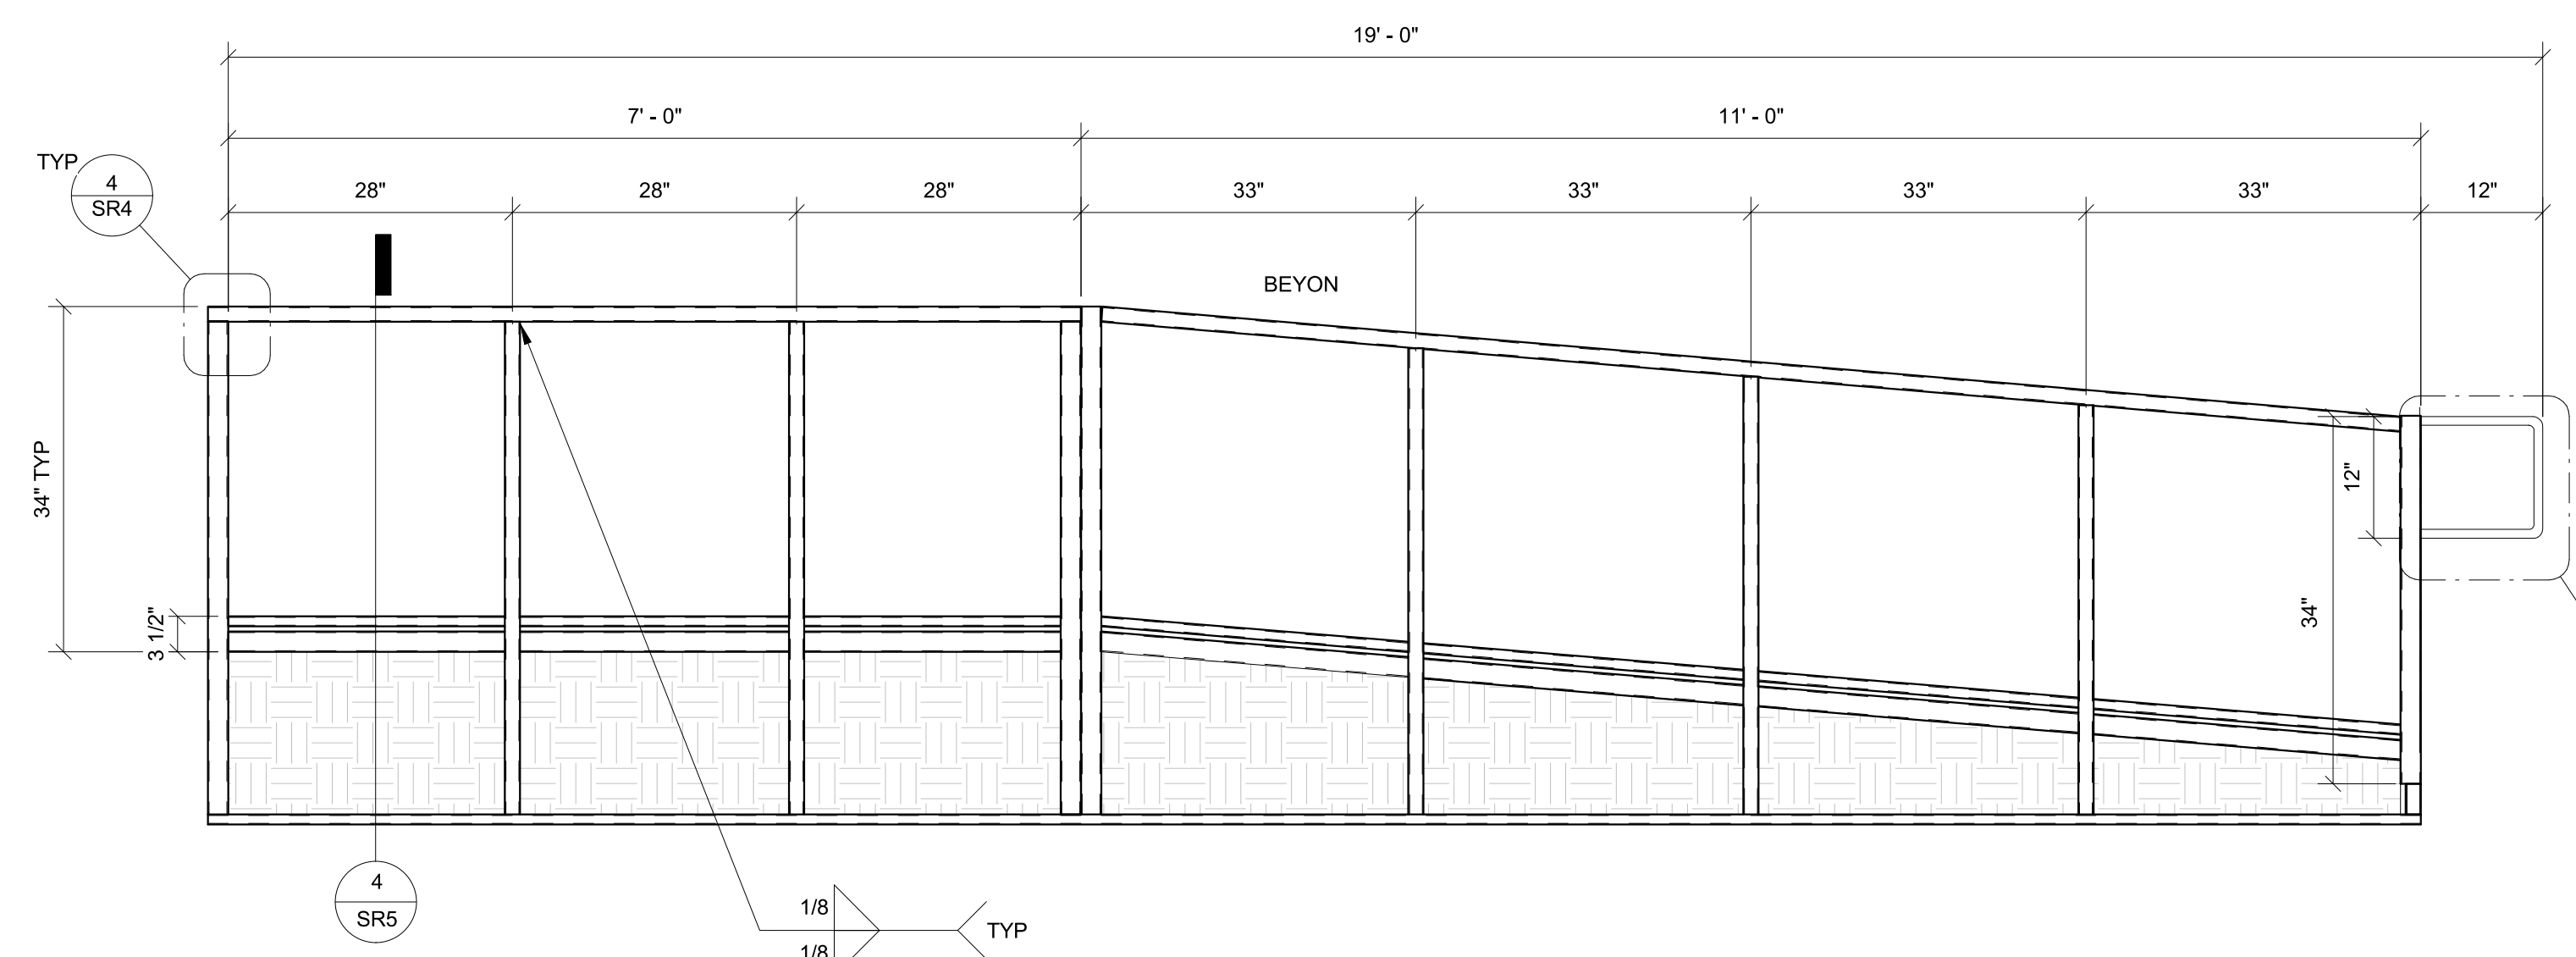 19' - 0"
7' - 0"
11' - 0"
TYP
4
SR4
28"
28"
28"
33"
33"
33"
33"
12"
BEYON
34" TYP
3 1/2"
12"
34"
4
SR5
1/8
1/8
TYP